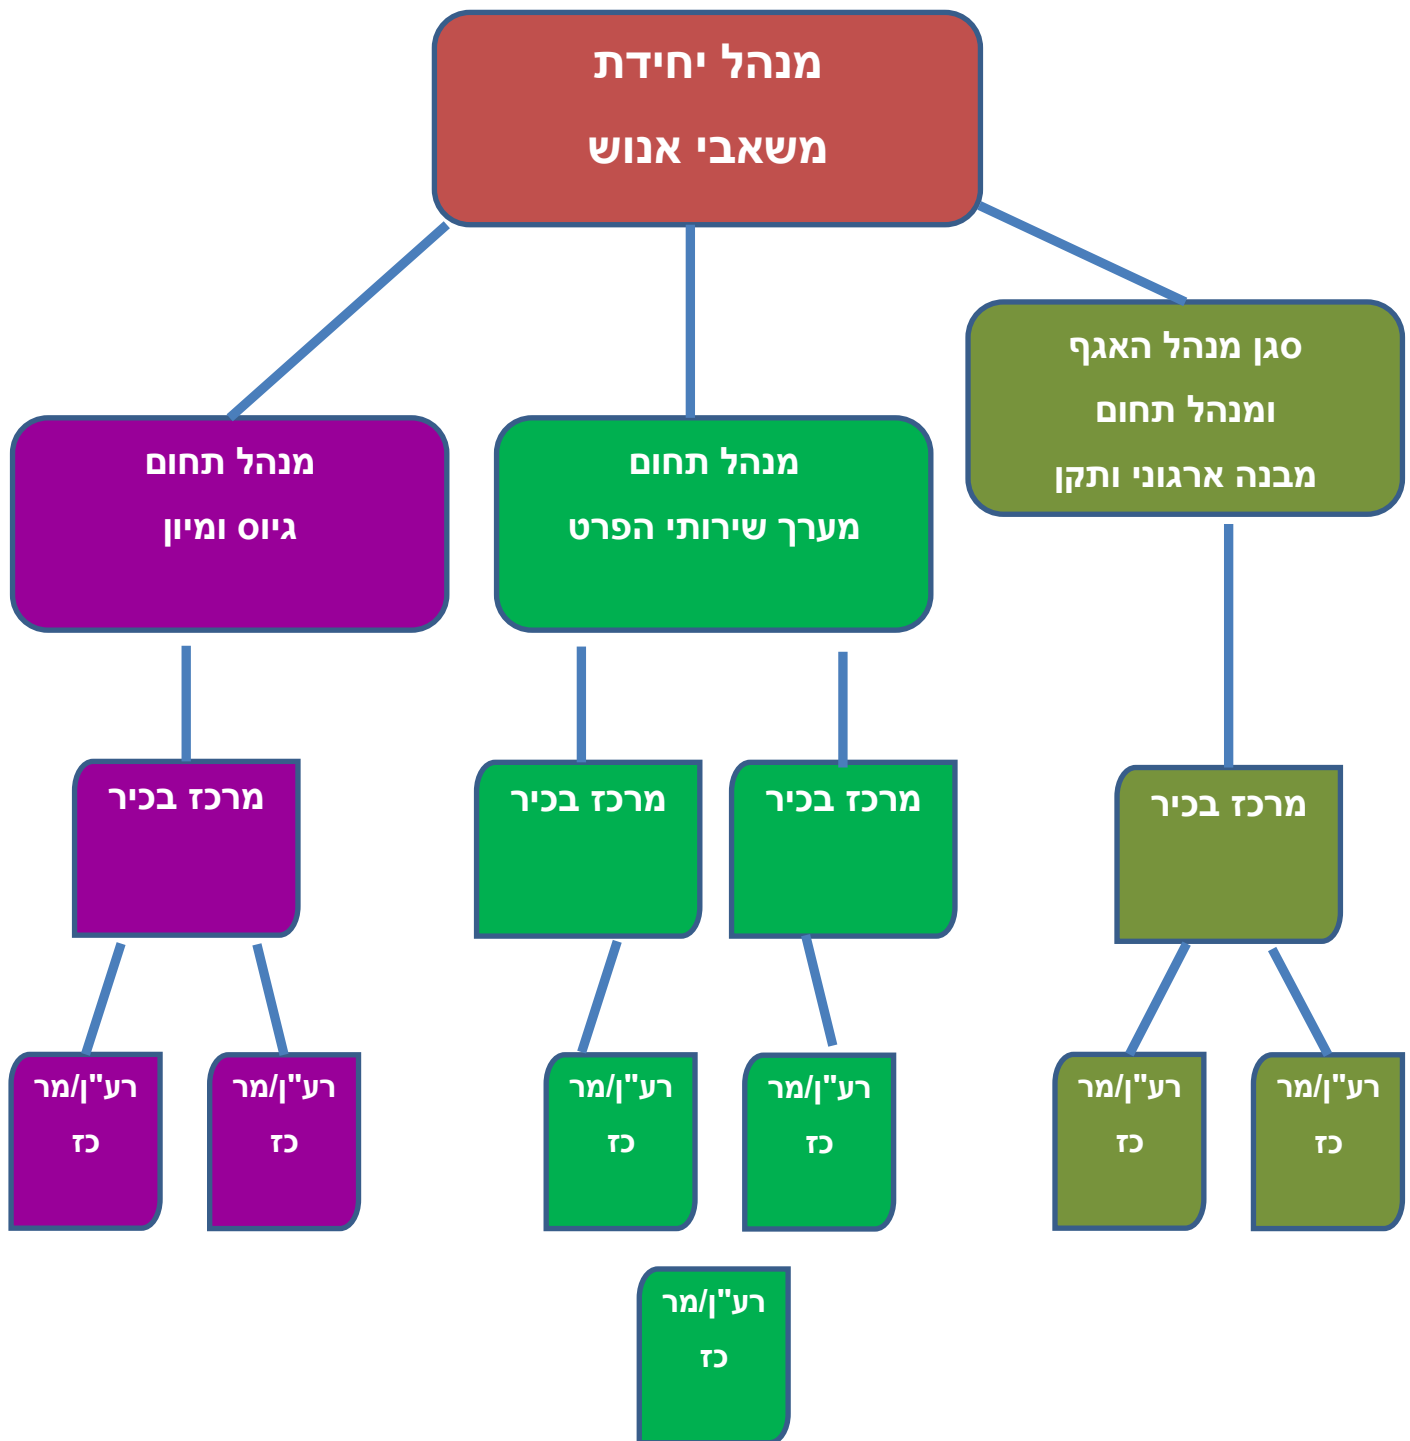 מנהל יחידת
משאבי אנוש
סגן מנהל האגף
ומנהל תחום
מבנה ארגוני ותקן
מנהל תחום
מערך שירותי הפרט
מנהל תחום
גיוס ומיון
מרכז בכיר
מרכז בכיר
מרכז בכיר
מרכז בכיר
רע"ן/מר
כז
רע"ן/מר
כז
רע"ן/מר
כז
רע"ן/מר
כז
רע"ן/מר
כז
רע"ן/מר
כז
רע"ן/מר
כז